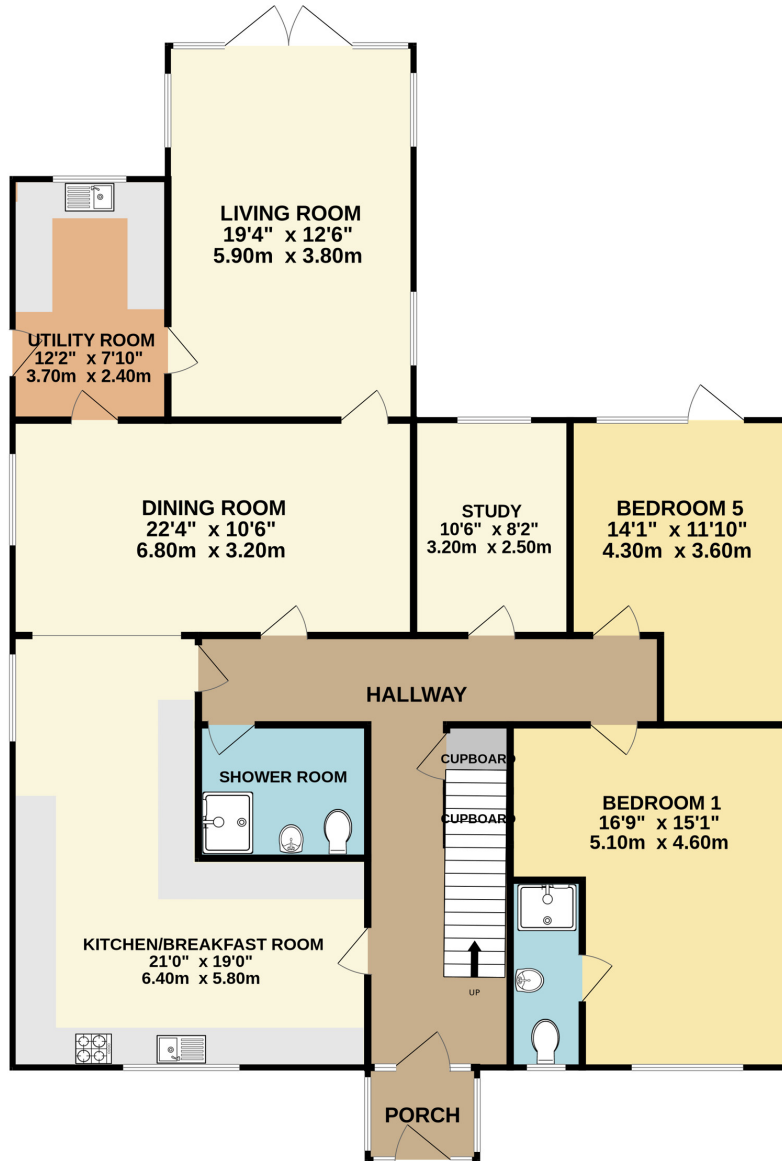 LIVING ROOM
19'4" x 12'6"
5.90m x 3.80m
UTILITY ROOM
12'2" x 7'10"
3.70m x 2.40m
DINING ROOM
22'4" x 10'6"
6.80m x 3.20m
STUDY
10'6" x 8'2"
3.20m x 2.50m
BEDROOM 5
14'1" x 11'10"
4.30m x 3.60m
HALLWAY
SHOWER ROOM
CUPBOARD
CUPBOARD
BEDROOM 1
16'9" x 15'1"
5.10m x 4.60m
KITCHEN/BREAKFAST ROOM
21'0" x 19'0"
6.40m x 5.80m
UP
PORCH